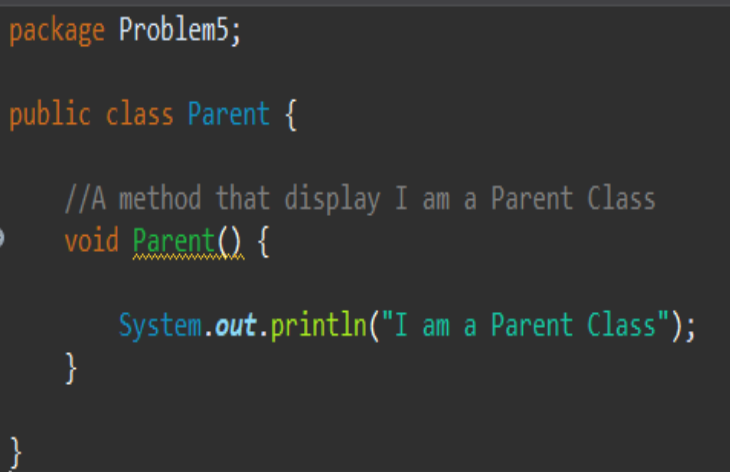 package Problem5;
public class Parent {
//A method that display I am a Parent Class
void Parent() {
System.out.println("I am a Parent Class");
}
}